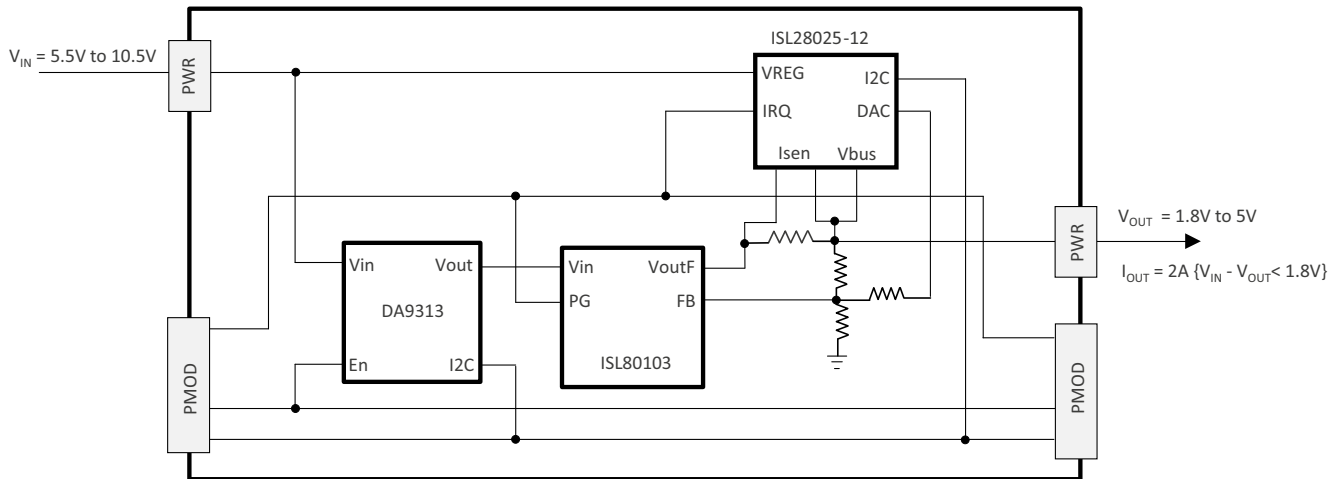 ISL28025-12
V_IN = 5.5V to 10.5V
PWR
VREG
I2C
IRQ
DAC
Isen
Vbus
V_OUT = 1.8V to 5V
PWR
I_OUT = 2A {V_IN - V_OUT< 1.8V}
Vin
Vout
DA9313
En
I2C
Vin
VoutF
PG
FB
ISL80103
PMOD
PMOD